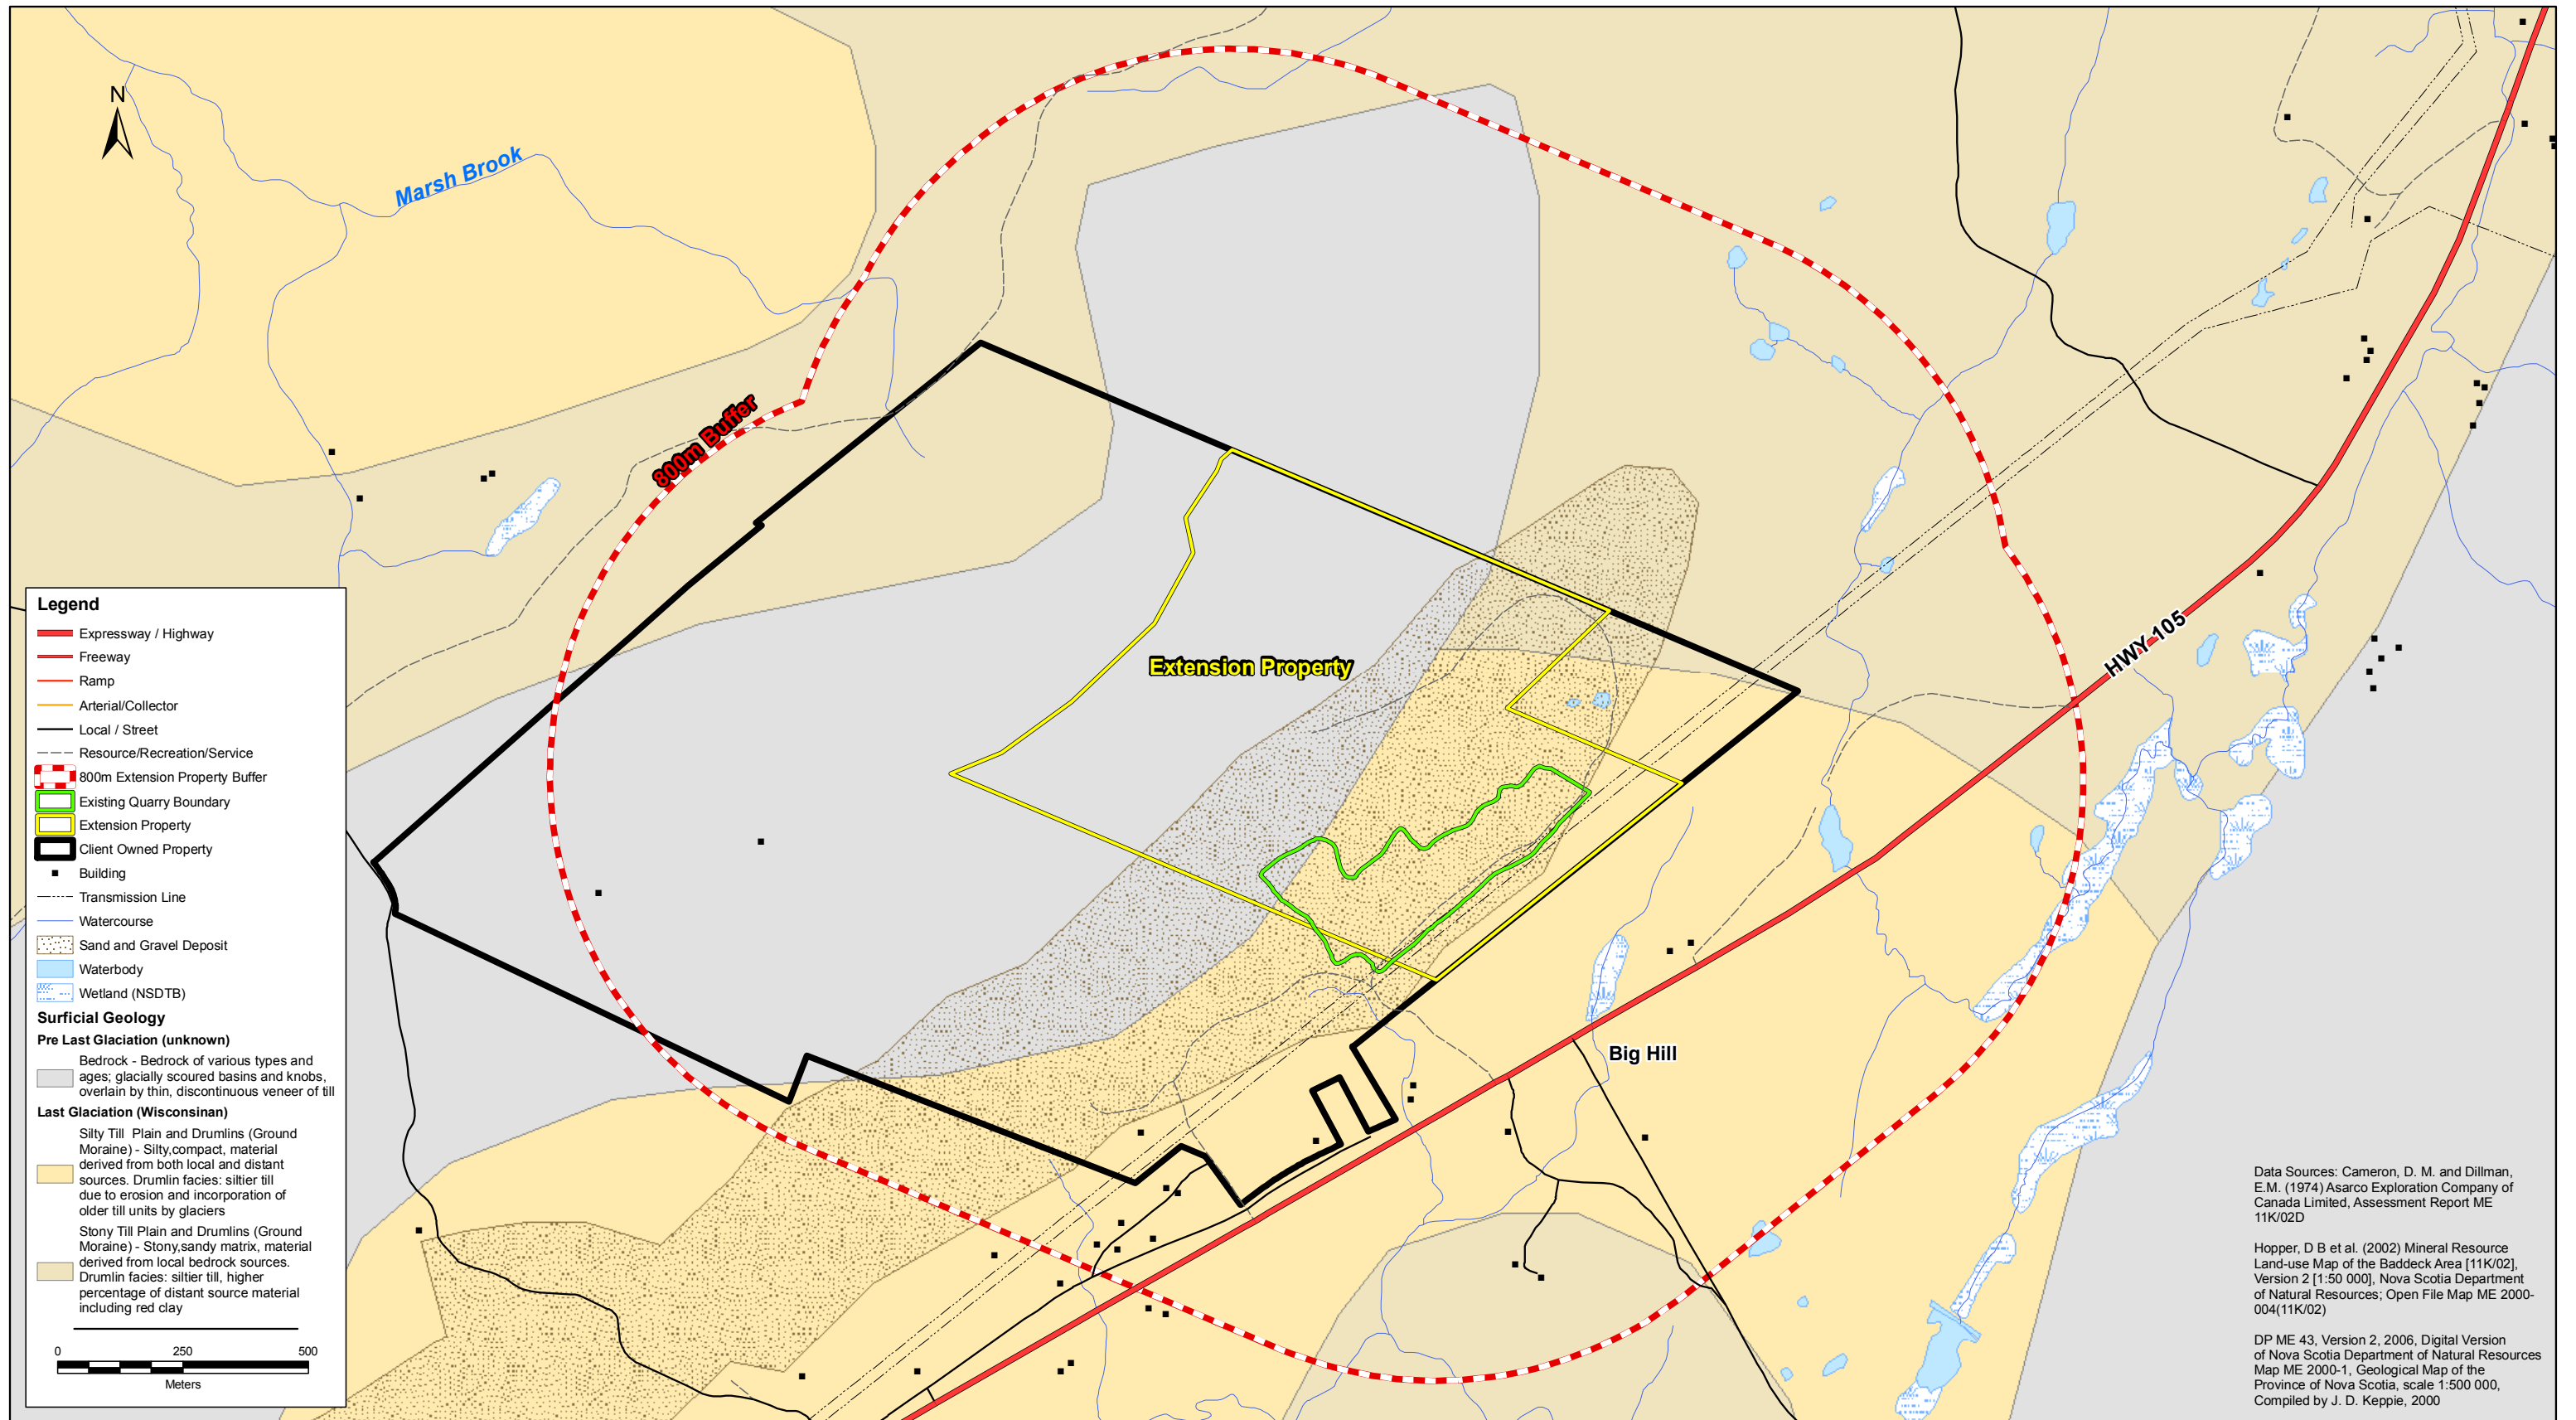 N
Marsh Brook
800m Buffer
Extension Property
HWY 105
Big Hill
Legend
Expressway / Highway
Freeway
Ramp
Arterial/Collector
Local / Street
Resource/Recreation/Service
800m Extension Property Buffer
Existing Quarry Boundary
Extension Property
Client Owned Property
Building
Transmission Line
Watercourse
Sand and Gravel Deposit
Waterbody
Wetland (NSDTB)
Surficial Geology
Pre Last Glaciation (unknown)
Bedrock - Bedrock of various types and
ages; glacially scoured basins and knobs,
overlain by thin, discontinuous veneer of till
Last Glaciation (Wisconsinan)
Silty Till Plain and Drumlins (Ground
Moraine) - Silty,compact, material
derived from both local and distant
sources. Drumlin facies: siltier till
due to erosion and incorporation of
older till units by glaciers
Stony Till Plain and Drumlins (Ground
Moraine) - Stony,sandy matrix, material
derived from local bedrock sources.
Drumlin facies: siltier till, higher
percentage of distant source material
including red clay
0 250 500
Meters
Data Sources: Cameron, D. M. and Dillman,
E.M. (1974) Asarco Exploration Company of
Canada Limited, Assessment Report ME
11K/02D
Hopper, D B et al. (2002) Mineral Resource
Land-use Map of the Baddeck Area [11K/02],
Version 2 [1:50 000], Nova Scotia Department
of Natural Resources; Open File Map ME 2000-
004(11K/02)
DP ME 43, Version 2, 2006, Digital Version
of Nova Scotia Department of Natural Resources
Map ME 2000-1, Geological Map of the
Province of Nova Scotia, scale 1:500 000,
Compiled by J. D. Keppie, 2000